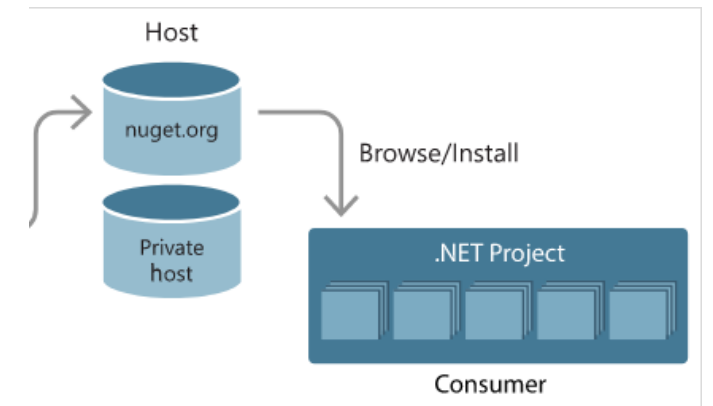 Host
nuget.org
Browse/Install
Private
host
.NET Project
Consumer